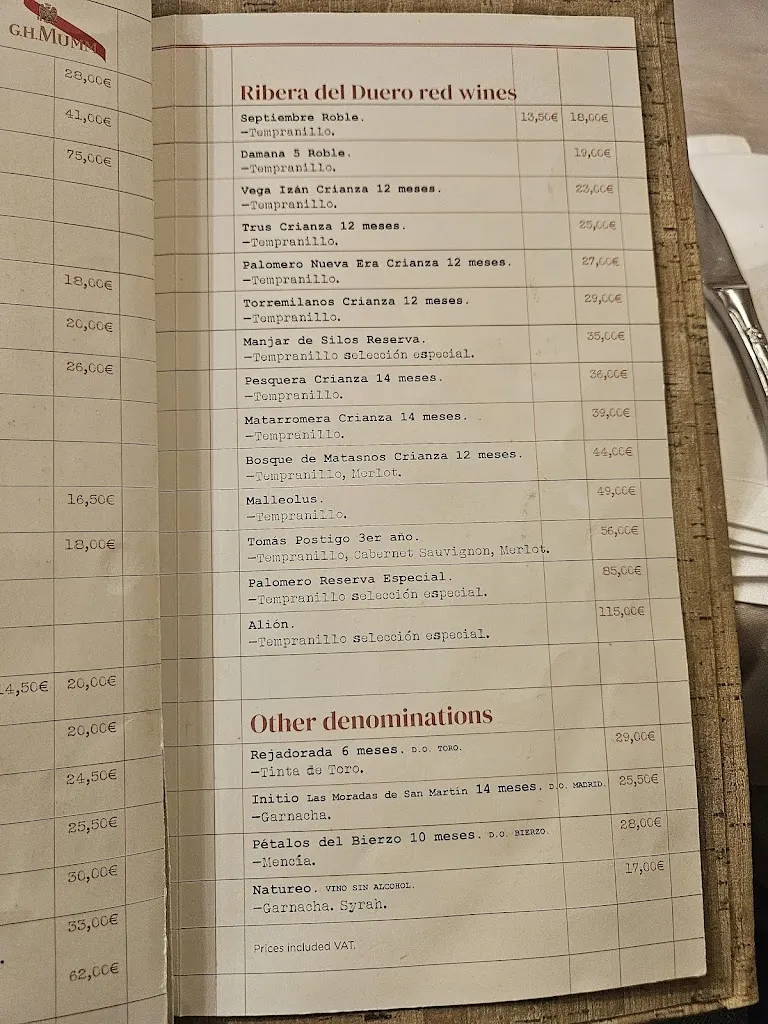 G.H.MUMM
28,00€
41,00€
75,00€
18,00€
20,00€
26,00€
16,50€
18,00€
14,50€ 20,00€
20,00€
24,50€
25,50€
30,00€
33,00€
62,00€
Ribera del Duero red wines
Septiembre Roble. 13,50€ 18,00€
—Tempranillo.
Damana 5 Roble. 19,00€
—Tempranillo.
Vega Izán Crianza 12 meses. 23,00€
—Tempranillo.
Trus Crianza 12 meses. 25,00€
—Tempranillo.
Palomero Nueva Era Crianza 12 meses. 27,00€
—Tempranillo.
Torremilanos Crianza 12 meses. 29,00€
—Tempranillo.
Manjar de Silos Reserva. 35,00€
—Tempranillo selección especial.
Pesquera Crianza 14 meses. 36,00€
—Tempranillo.
Matarromera Crianza 14 meses. 39,00€
—Tempranillo.
Bosque de Matasnos Crianza 12 meses. 44,00€
—Tempranillo, Merlot.
Malleolus. 49,00€
—Tempranillo.
Tomas Postigo 3er año. 56,00€
—Tempranillo, Cabernet Sauvignon, Merlot.
Palomero Reserva Especial. 85,00€
—Tempranillo selección especial.
Alión. 115,00€
—Tempranillo selección especial.
Other denominations
Rejadorada 6 meses. D.O. TORO. 29,00€
—Tinta de Toro.
Initio Las Moradas de San Martín 14 meses. D.O. MADRID. 25,50€
—Garnacha.
Pétalos del Bierzo 10 meses. D.O. BIERZO. 28,00€
—Mencía.
Natureo. VINO SIN ALCOHOL. 17,00€
—Garnacha. Syrah.
Prices included VAT.